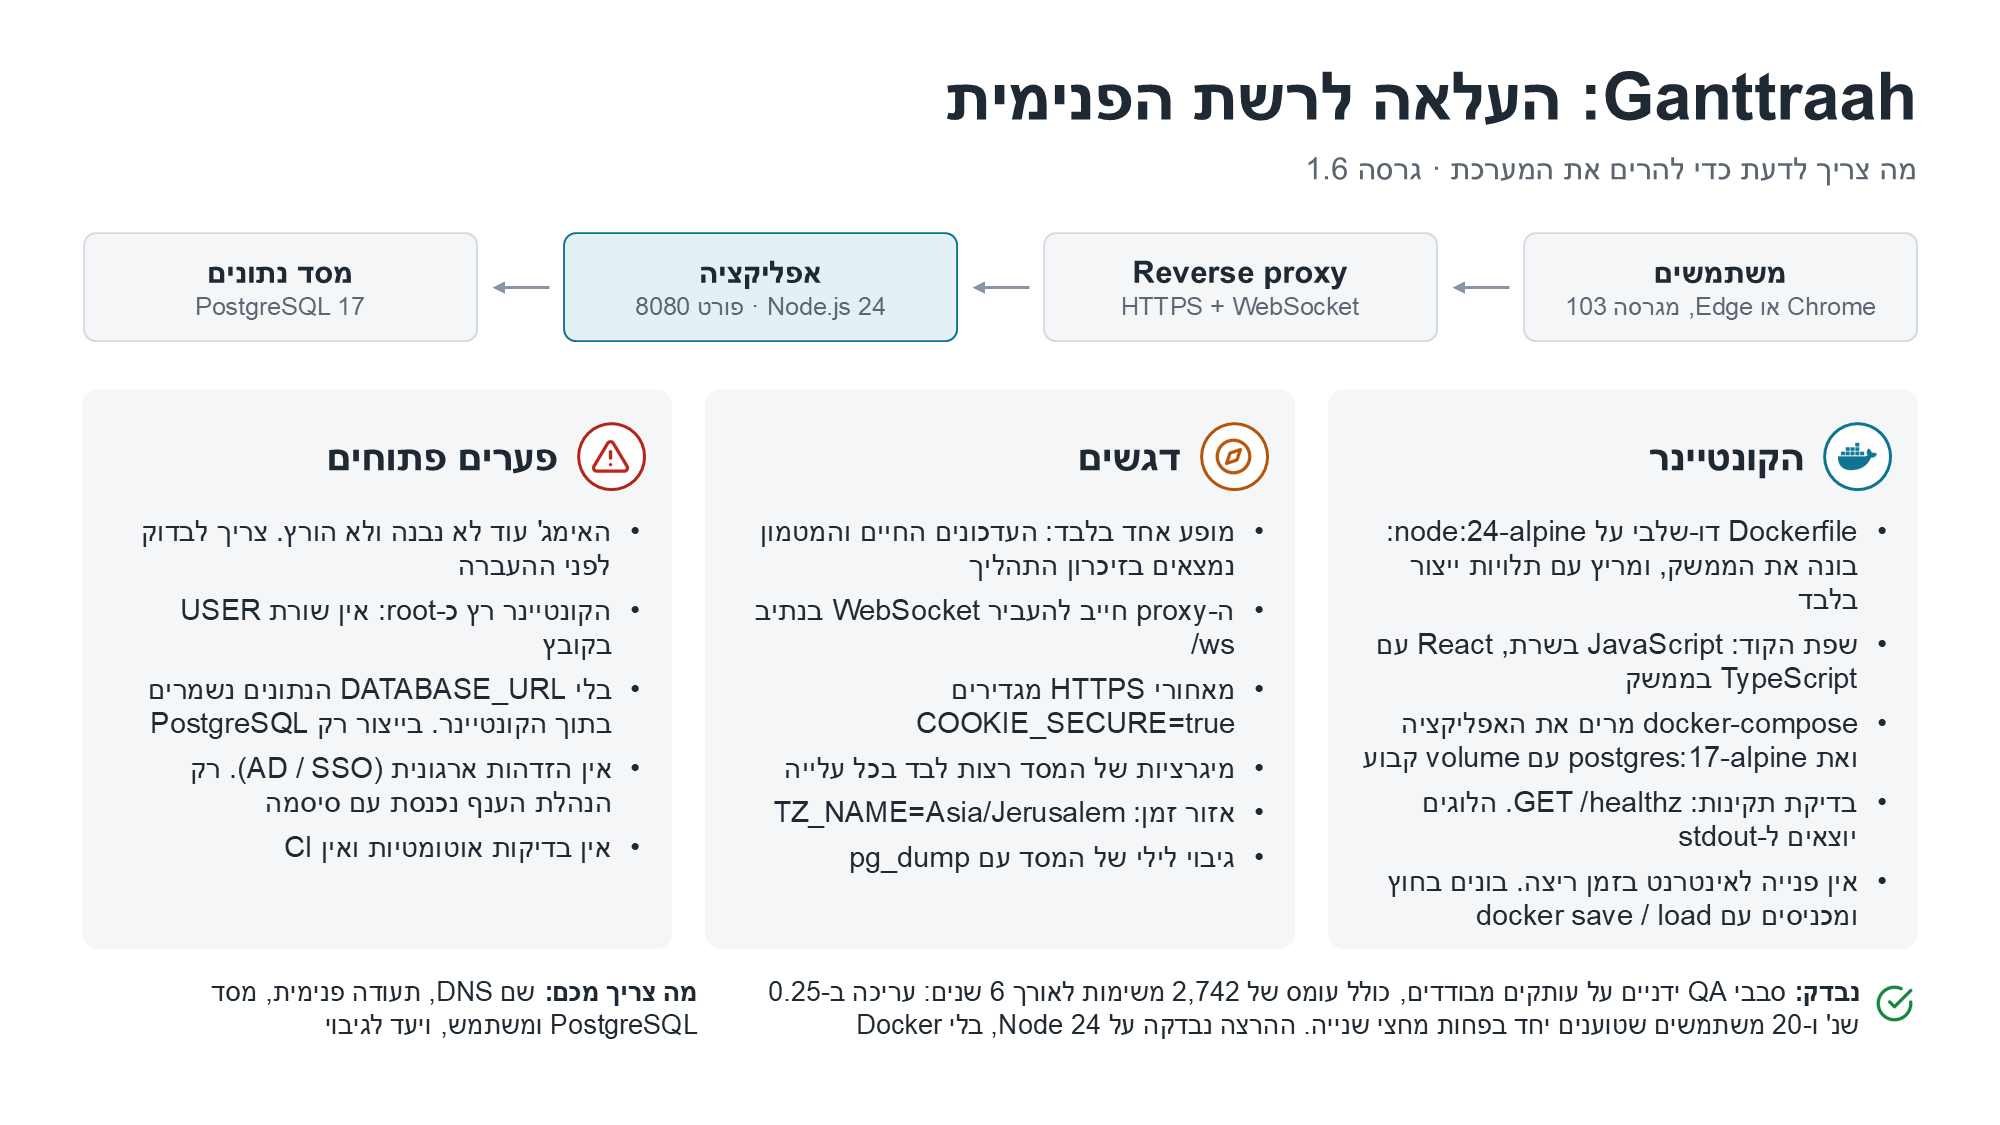 Ganttraah: העלאה לרשת הפנימית
מה צריך לדעת כדי להרים את המערכת · גרסה 1.6
משתמשים
Chrome או Edge, מגרסה 103
Reverse proxy
HTTPS + WebSocket
אפליקציה
Node.js 24 · פורט 8080
מסד נתונים
PostgreSQL 17
הקונטיינר
• Dockerfile דו-שלבי על node:24-alpine:
בונה את הממשק, ומריץ עם תלויות ייצור
בלבד
• שפת הקוד: JavaScript בשרת, React עם
TypeScript בממשק
• docker-compose מרים את האפליקציה
ואת postgres:17-alpine עם volume קבוע
• בדיקת תקינות: GET /healthz. הלוגים
יוצאים ל-stdout
• אין פנייה לאינטרנט בזמן ריצה. בונים בחוץ
ומכניסים עם docker save / load
דגשים
• מופע אחד בלבד: העדכונים החיים והמטמון
נמצאים בזיכרון התהליך
• ה-proxy חייב להעביר WebSocket בנתיב
/ws
• מאחורי HTTPS מגדירים
COOKIE_SECURE=true
• מיגרציות של המסד רצות לבד בכל עלייה
• אזור זמן: TZ_NAME=Asia/Jerusalem
• גיבוי לילי של המסד עם pg_dump
פערים פתוחים
• האימג' עוד לא נבנה ולא הורץ. צריך לבדוק
לפני ההעברה
• הקונטיינר רץ כ-root: אין שורת USER
בקובץ
• בלי DATABASE_URL הנתונים נשמרים
בתוך הקונטיינר. בייצור רק PostgreSQL
• אין הזדהות ארגונית (AD / SSO). רק
הנהלת הענף נכנסת עם סיסמה
• אין בדיקות אוטומטיות ואין CI
נבדק: סבבי QA ידניים על עותקים מבודדים, כולל עומס של 2,742 משימות לאורך 6 שנים: עריכה ב-0.25
שנ' ו-20 משתמשים שטוענים יחד בפחות מחצי שנייה. ההרצה נבדקה על Node 24, בלי Docker
מה צריך מכם: שם DNS, תעודה פנימית, מסד
PostgreSQL ומשתמש, ויעד לגיבוי